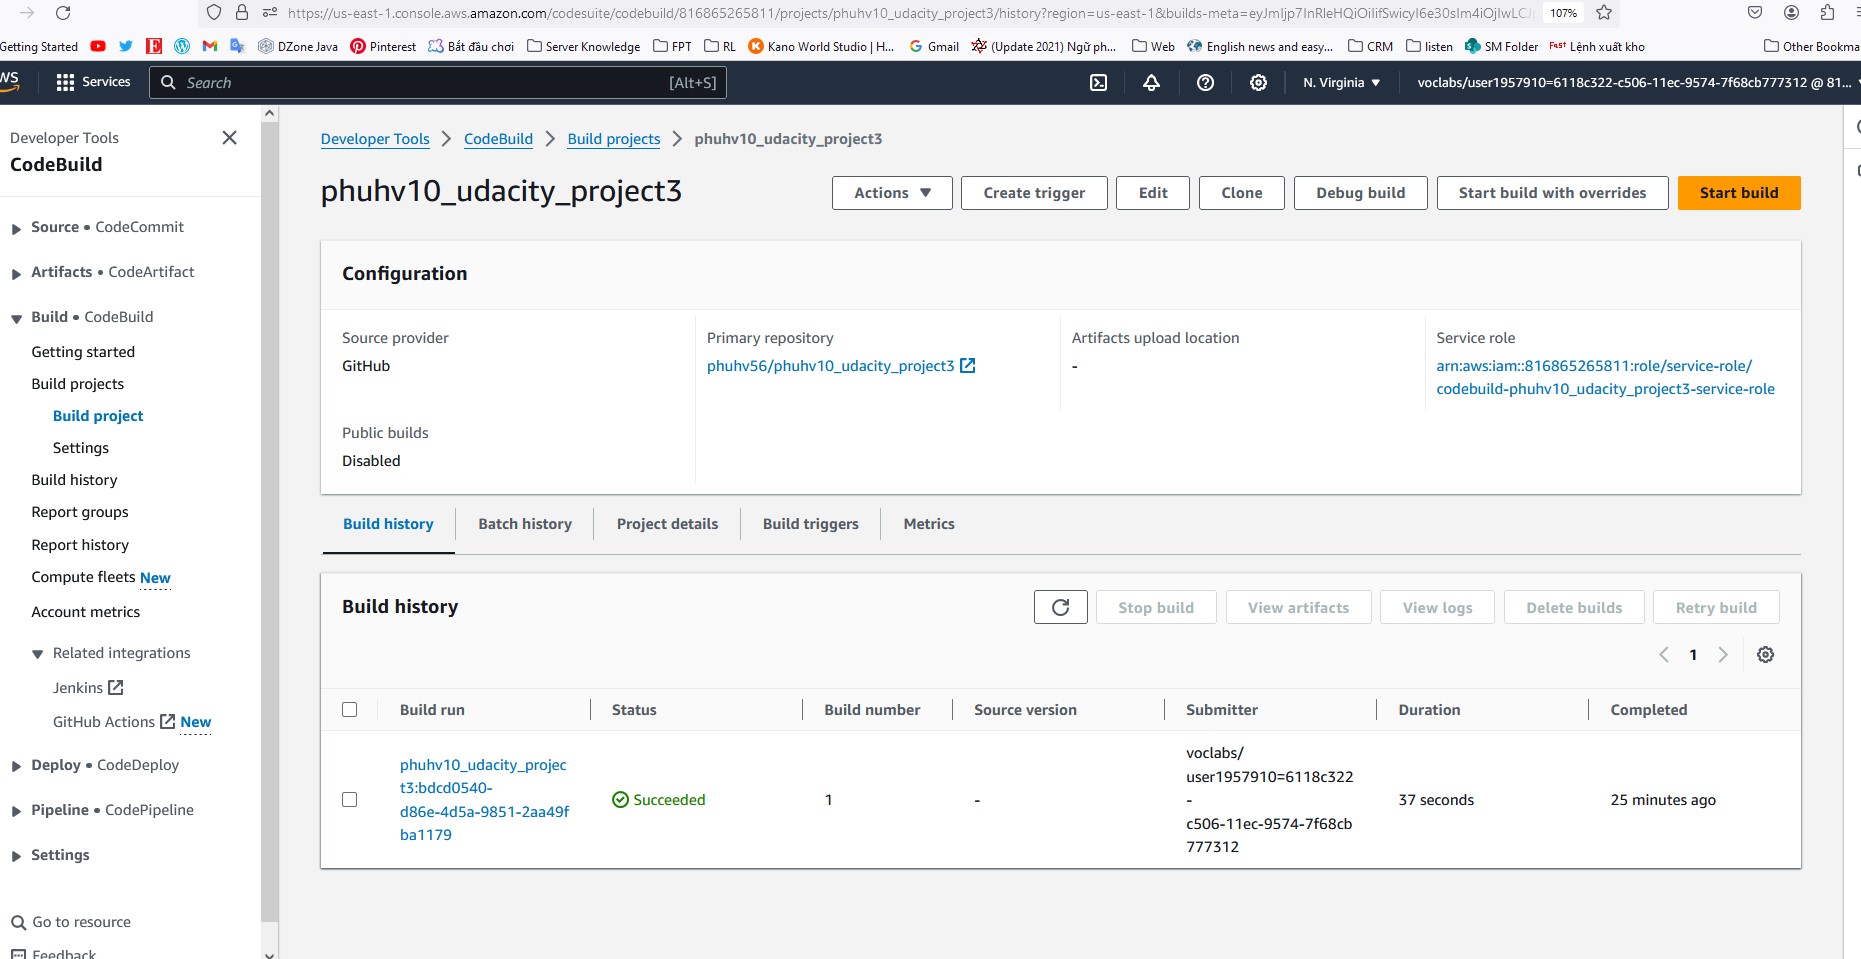 https://us-east-1.console.aws.amazon.com/codesuite/codebuild/816865265811/projects/phuhv10_udacity_project3/history?region=us-east-1&builds-meta=
107%
Getting Started Pinterest DZone Java Bắt đầu chơi Server Knowledge FPT RL Kano World Studio | H... Gmail (Update 2021) Ngữ ph... Web English news and easy... CRM listen SM Folder Lệnh xuất kho Other Bookma
Services Search [Alt+S] N. Virginia voclabs/user1957910=6118c322-c506-11ec-9574-7f68cb777312 @ 81...
Developer Tools
CodeBuild
Source • CodeCommit
Artifacts • CodeArtifact
Build • CodeBuild
Getting started
Build projects
Build project
Settings
Build history
Report groups
Report history
Compute fleets New
Account metrics
Related integrations
Jenkins
GitHub Actions New
Deploy • CodeDeploy
Pipeline • CodePipeline
Settings
Go to resource
Feedback
Developer Tools > CodeBuild > Build projects > phuhv10_udacity_project3
phuhv10_udacity_project3
Actions Create trigger Edit Clone Debug build Start build with overrides Start build
Configuration
Source provider
GitHub
Primary repository
phuhv56/phuhv10_udacity_project3
Artifacts upload location
-
Service role
arn:aws:iam::816865265811:role/service-role/
codebuild-phuhv10_udacity_project3-service-role
Public builds
Disabled
Build history Batch history Project details Build triggers Metrics
Build history
Stop build View artifacts View logs Delete builds Retry build
1
Build run Status Build number Source version Submitter Duration Completed
phuhv10_udacity_projec
t3:bdcd0540-
d86e-4d5a-9851-2aa49f
ba1179
Succeeded
1
-
voclabs/
user1957910=6118c322
-
c506-11ec-9574-7f68cb
777312
37 seconds
25 minutes ago